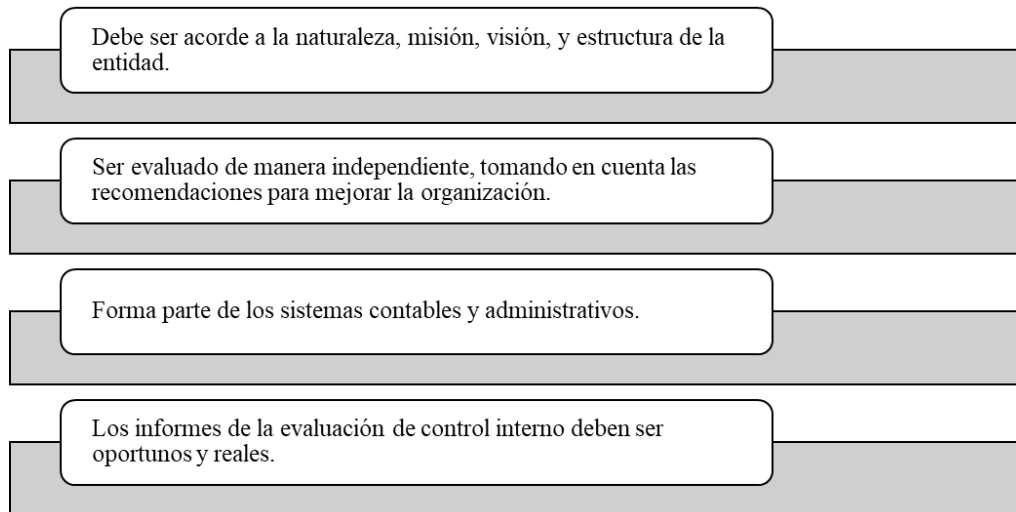 Debe ser acorde a la naturaleza, misión, visión, y estructura de la
entidad.
Ser evaluado de manera independiente, tomando en cuenta las
recomendaciones para mejorar la organización.
Forma parte de los sistemas contables y administrativos.
Los informes de la evaluación de control interno deben ser
oportunos y reales.